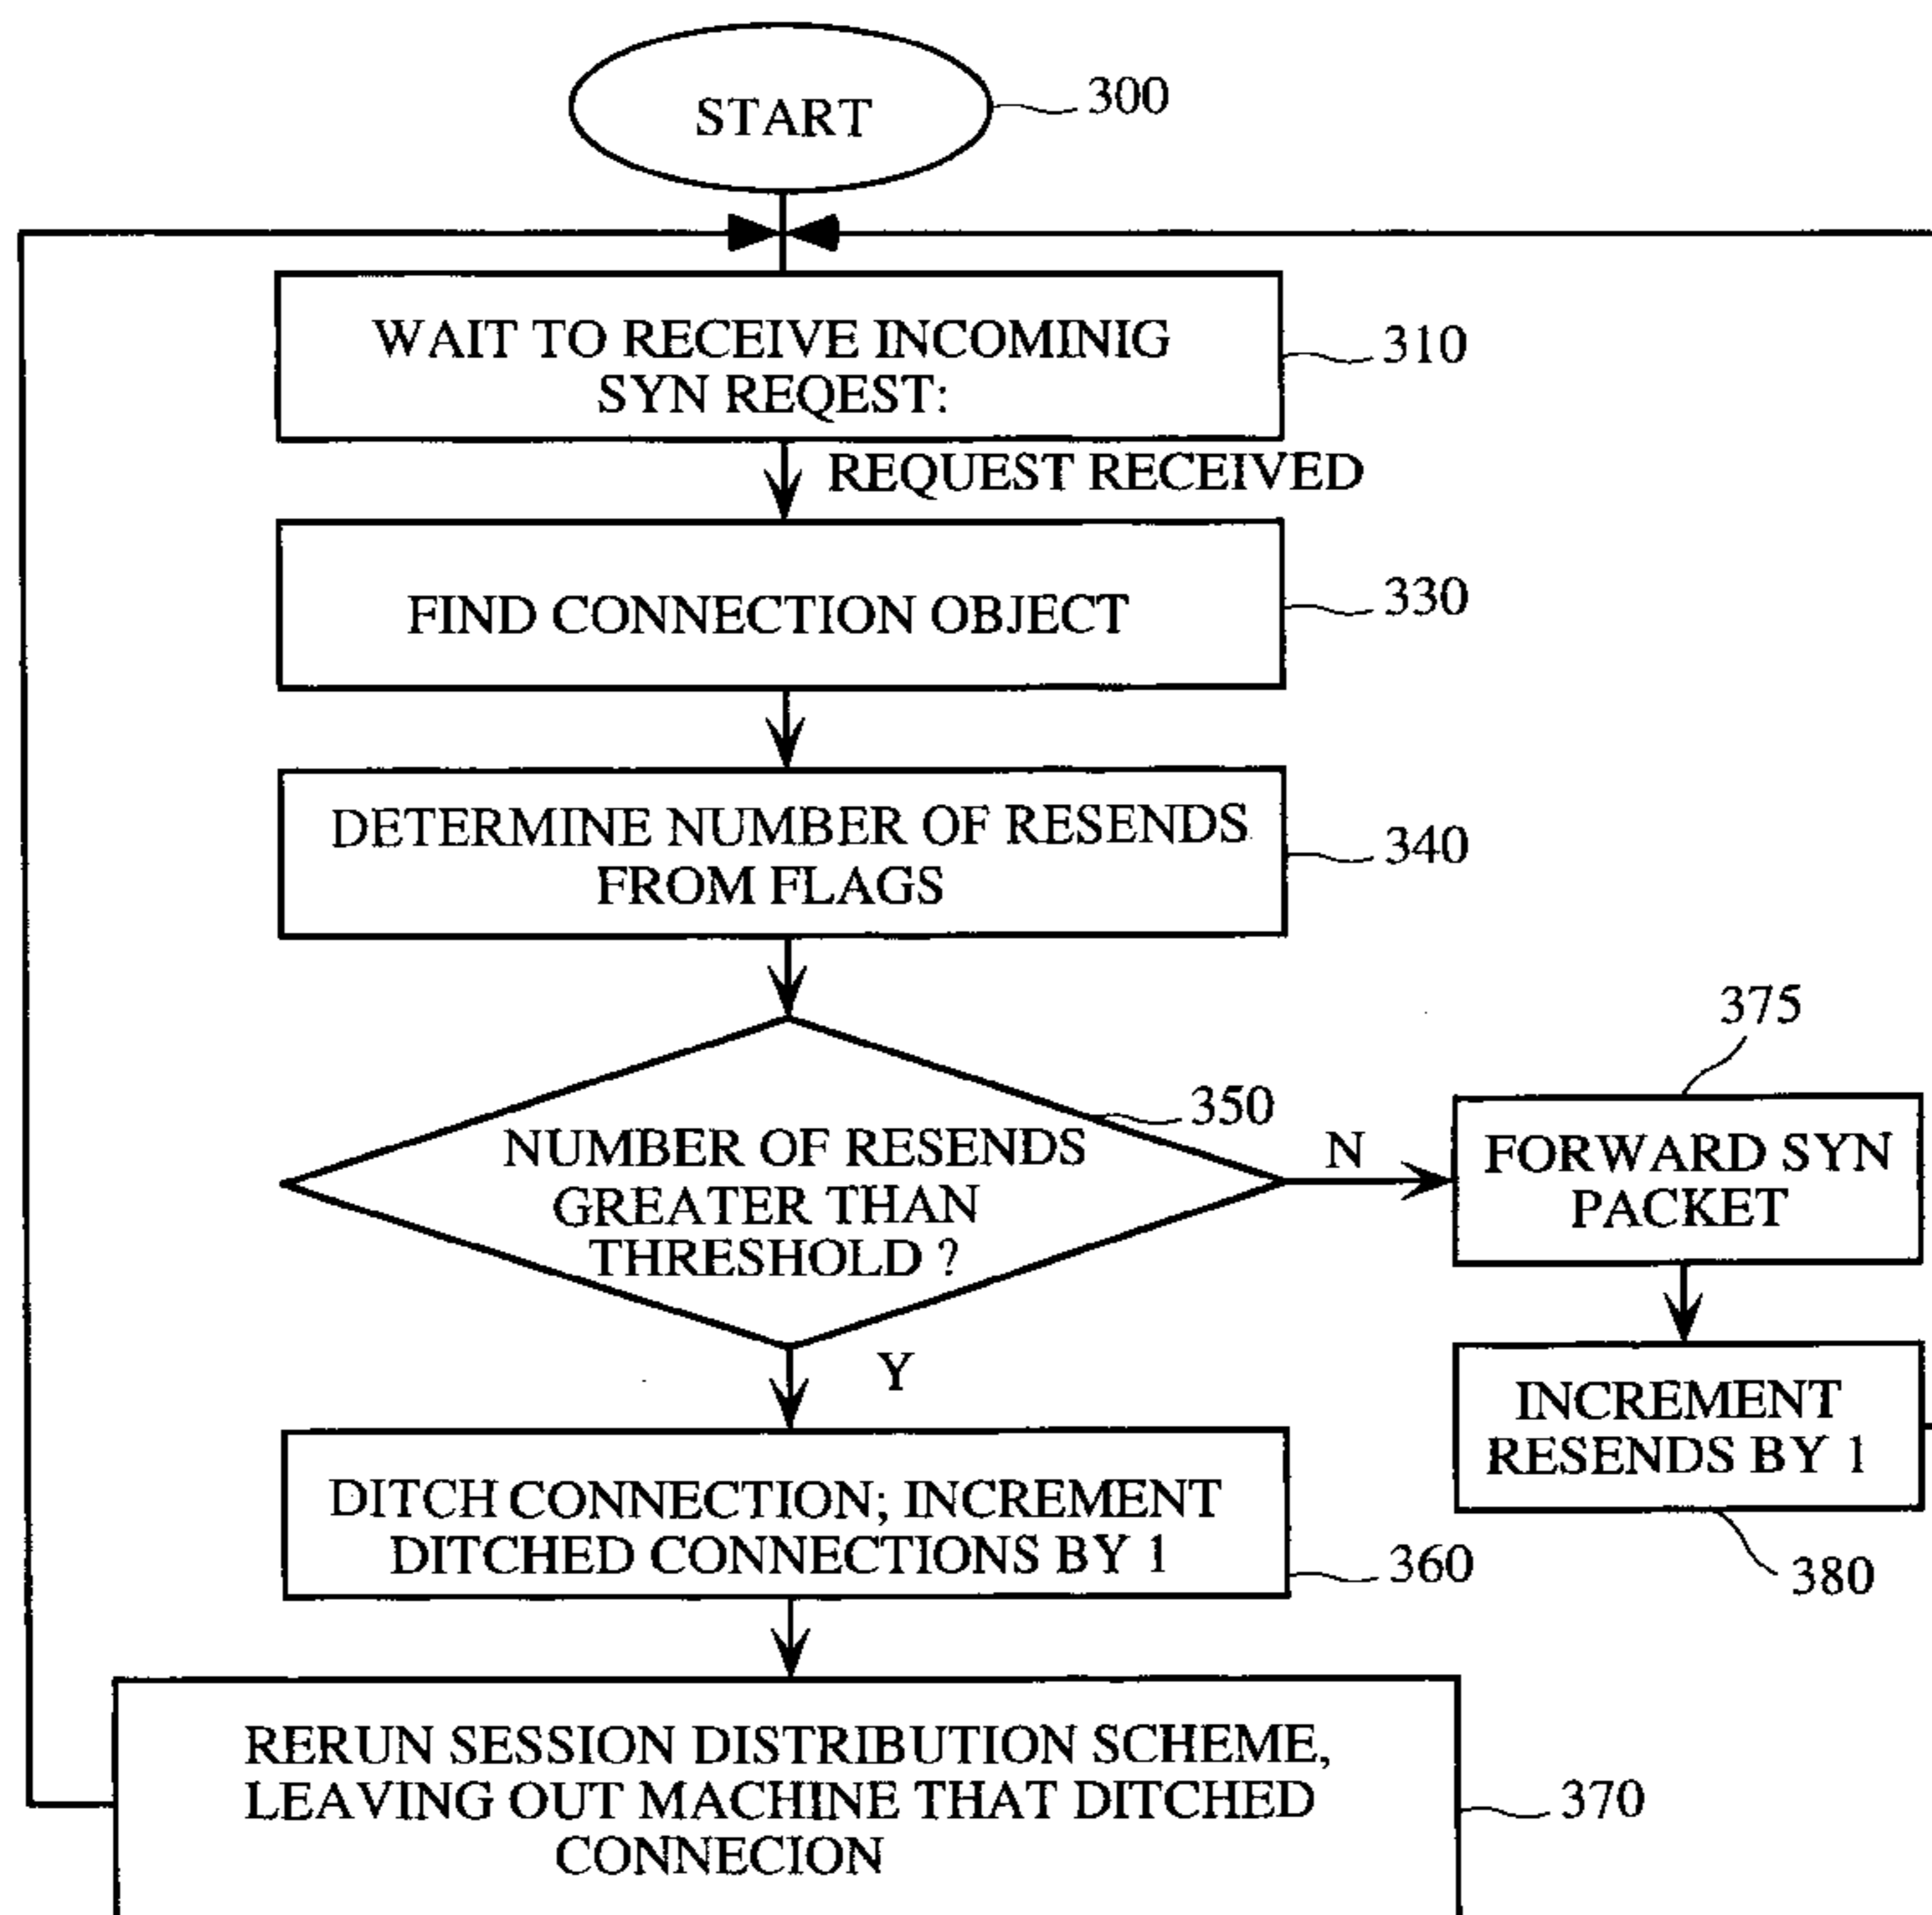 START
300
WAIT TO RECEIVE INCOMINIG
SYN REQEST:
310
REQUEST RECEIVED
FIND CONNECTION OBJECT
330
DETERMINE NUMBER OF RESENDS
FROM FLAGS
340
350
NUMBER OF RESENDS
GREATER THAN
THRESHOLD ?
N
375
FORWARD SYN
PACKET
Y
INCREMENT
RESENDS BY 1
380
DITCH CONNECTION; INCREMENT
DITCHED CONNECTIONS BY 1
360
RERUN SESSION DISTRIBUTION SCHEME,
LEAVING OUT MACHINE THAT DITCHED
CONNECION
370